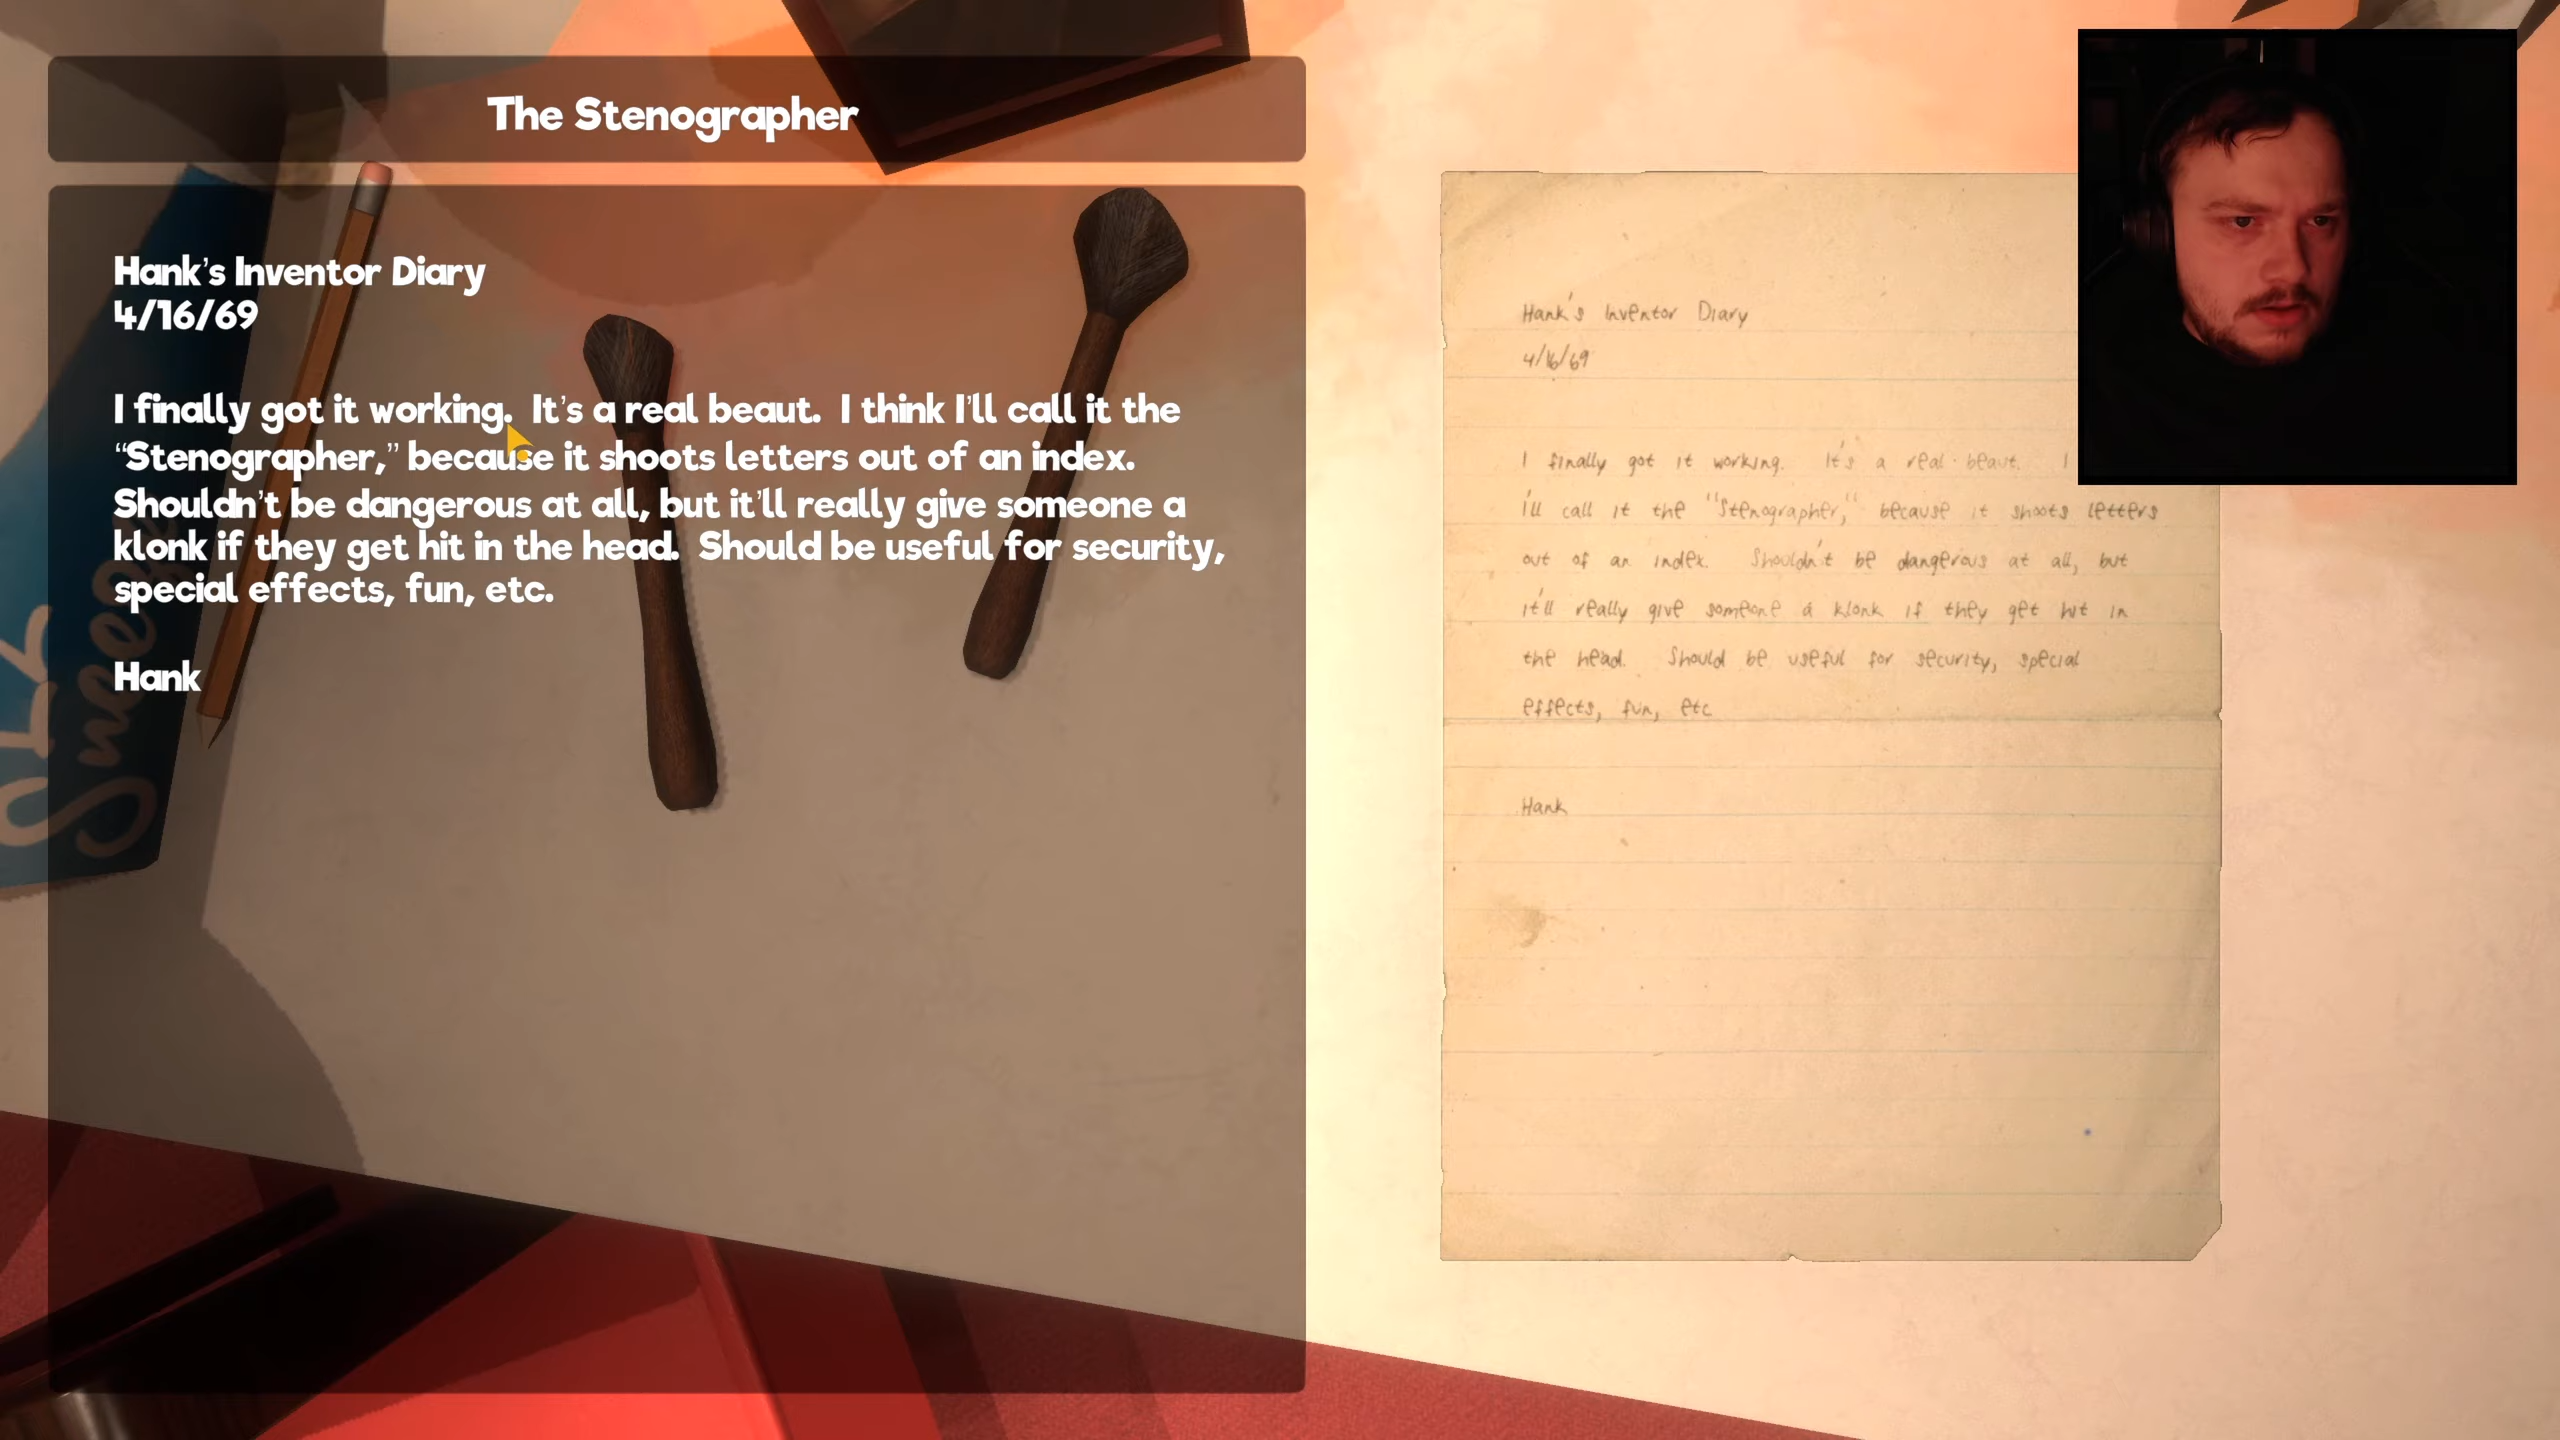 The Stenographer
Hank's Inventor Diary
4/16/69
I finally got it working.  It's a real beaut.  I think I'll call it the
“Stenographer,” because it shoots letters out of an index.
Shouldn't be dangerous at all, but it'll really give someone a
klonk if they get hit in the head.  Should be useful for security,
special effects, fun, etc.
Hank
Hank's Inventor Diary
4/16/69
I finally got it working. It's a real beaut. I
I'll call it the "Stenographer," because it shoots letters
out of an index. Shouldn't be dangerous at all, but
it'll really give someone a klonk if they get hit in
the head. Should be useful for security, special
effects, fun, etc
Hank